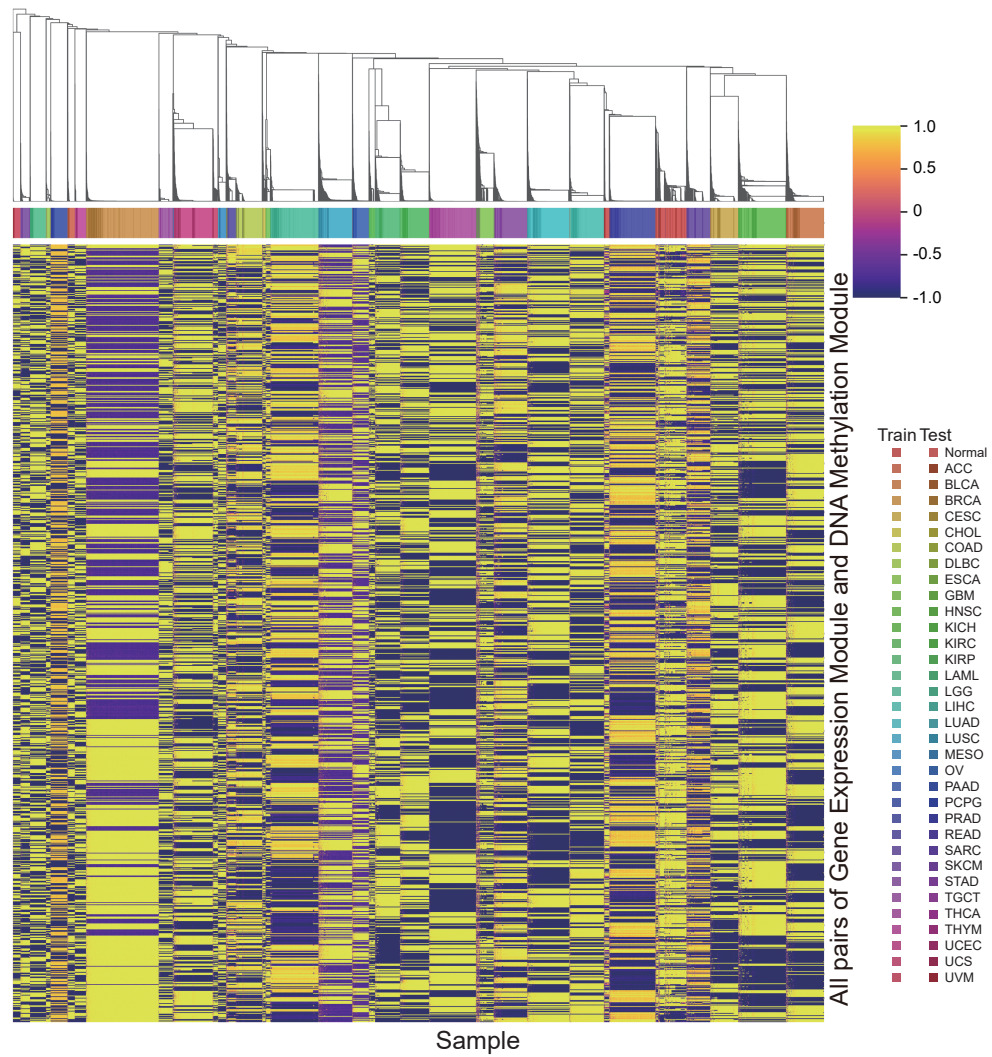 1.0
0.5
0
-0.5
-1.0
All pairs of Gene Expression Module and DNA Methylation Module
Sample
Train Test
Normal
ACC
BLCA
BRCA
CESC
CHOL
COAD
DLBC
ESCA
GBM
HNSC
KICH
KIRC
KIRP
LAML
LGG
LIHC
LUAD
LUSC
MESO
OV
PAAD
PCPG
PRAD
READ
SARC
SKCM
STAD
TGCT
THCA
THYM
UCEC
UCS
UVM